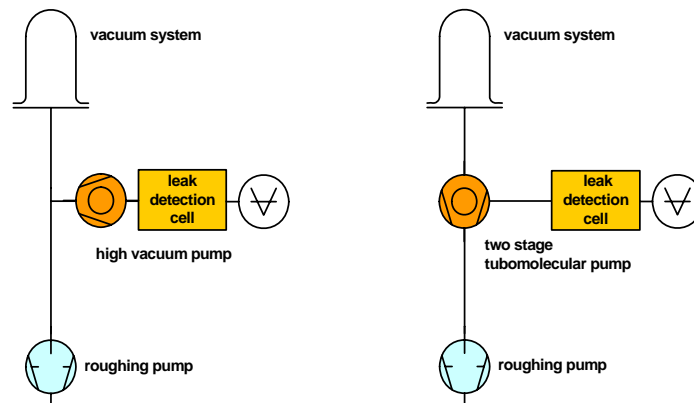 vacuum system
leak
detection
cell
high vacuum pump
roughing pump
vacuum system
leak
detection
cell
two stage
tubomolecular pump
roughing pump